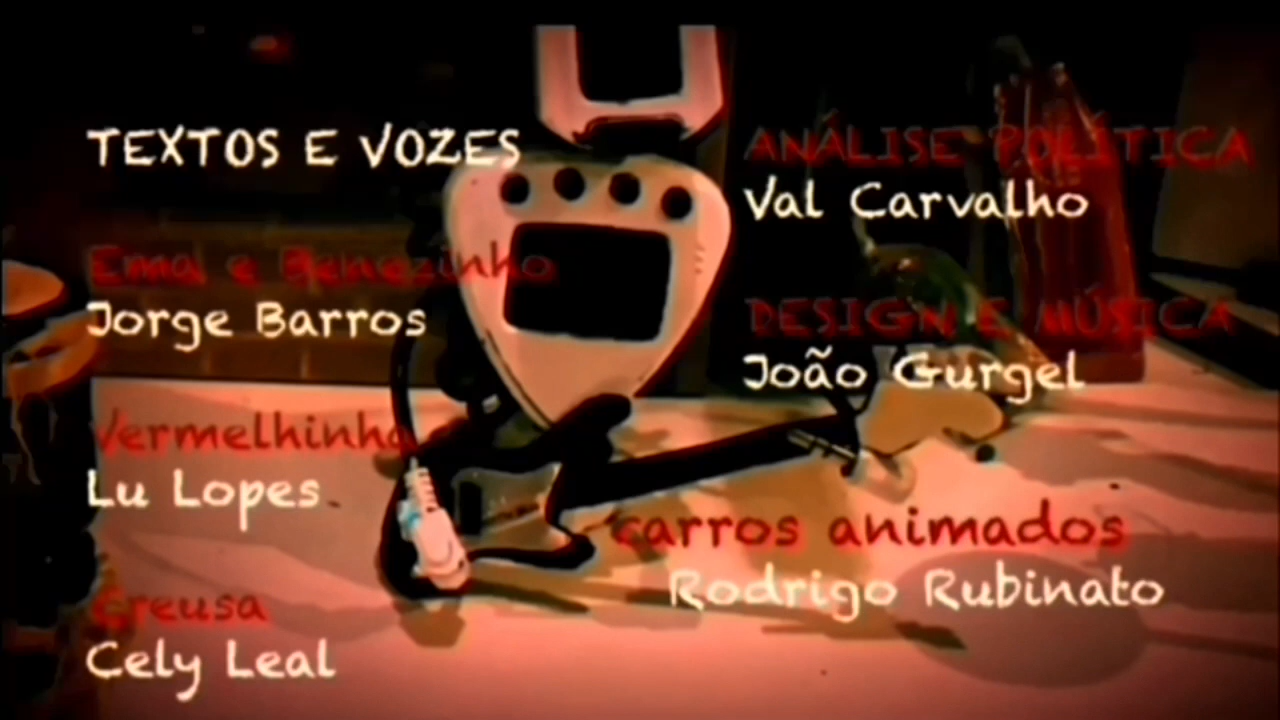 TEXTOS E VOZES
Ema e Benezinho
Jorge Barros
Vermelhinho
Lu Lopes
Creusa
Cely Leal
ANÁLISE POLÍTICA
Val Carvalho
DESIGN E MÚSICA
João Gurgel
carros animados
Rodrigo Rubinato